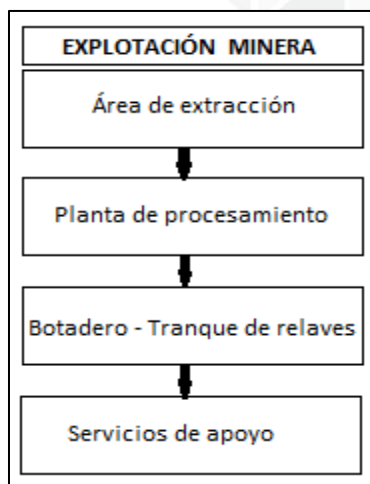 EXPLOTACIÓN MINERA
Área de extracción
Planta de procesamiento
Botadero - Tranque de relaves
Servicios de apoyo